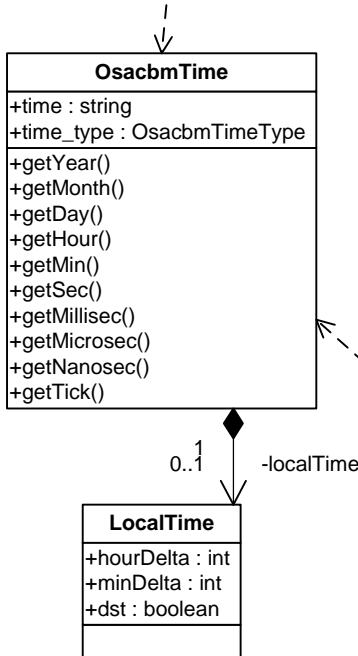 OsacbmTime
+time : string
+time_type : OsacbmTimeType
+getYear()
+getMonth()
+getDay()
+getHour()
+getMin()
+getSec()
+getMillisec()
+getMicrosec()
+getNanosec()
+getTick()
1
0..1 -localTime
LocalTime
+hourDelta : int
+minDelta : int
+dst : boolean